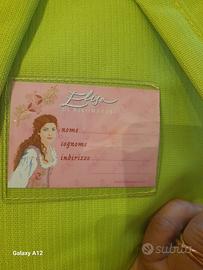 Elisa
nome
cognome
indirizzo
Galaxy A12
subito